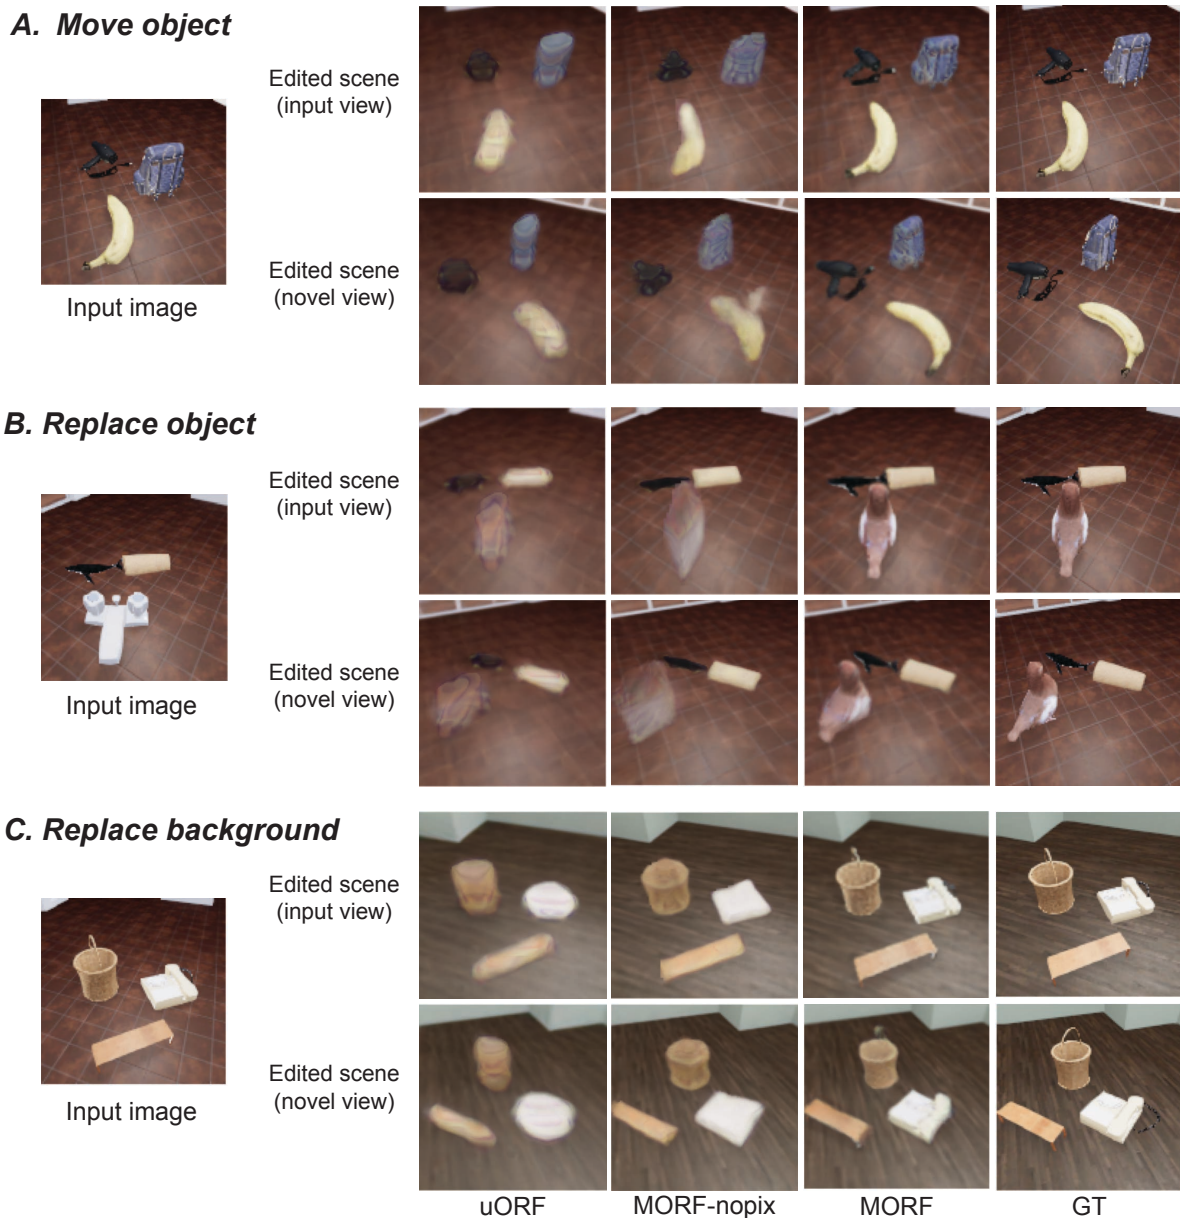 A. Move object
Edited scene
(input view)
Input image
Edited scene
(novel view)
B. Replace object
Edited scene
(input view)
Input image
Edited scene
(novel view)
C. Replace background
Edited scene
(input view)
Input image
Edited scene
(novel view)
uORF
MORF-nopix
MORF
GT